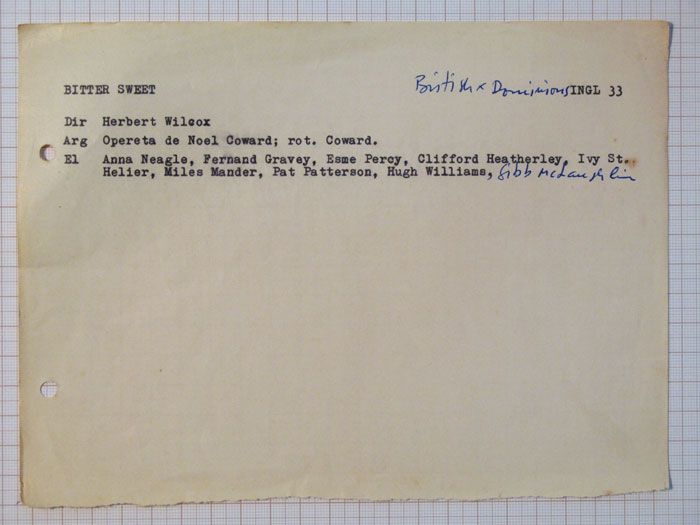 BITTER SWEET British & Dominions INGL 33
Dir Herbert Wilcox
Arg Opereta de Noel Coward; rot. Coward.
El Anna Neagle, Fernand Gravey, Esme Percy, Clifford Heatherley, Ivy St.
Helier, Miles Mander, Pat Patterson, Hugh Williams, Gibb McLaughlin